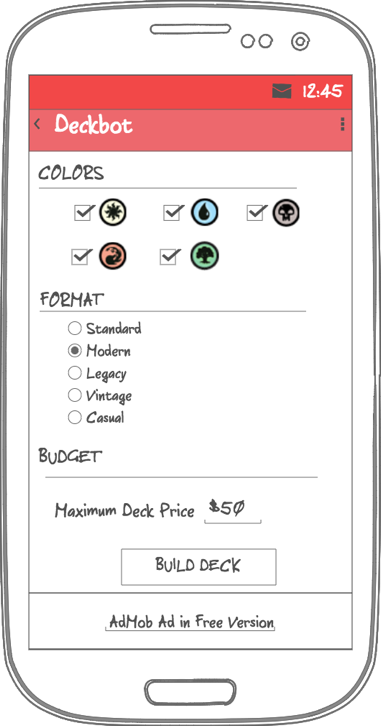 12:45
Deckbot
COLORS
FORMAT
Standard
Modern
Legacy
Vintage
Casual
BUDGET
Maximum Deck Price $50
BUILD DECK
AdMob Ad in Free Version